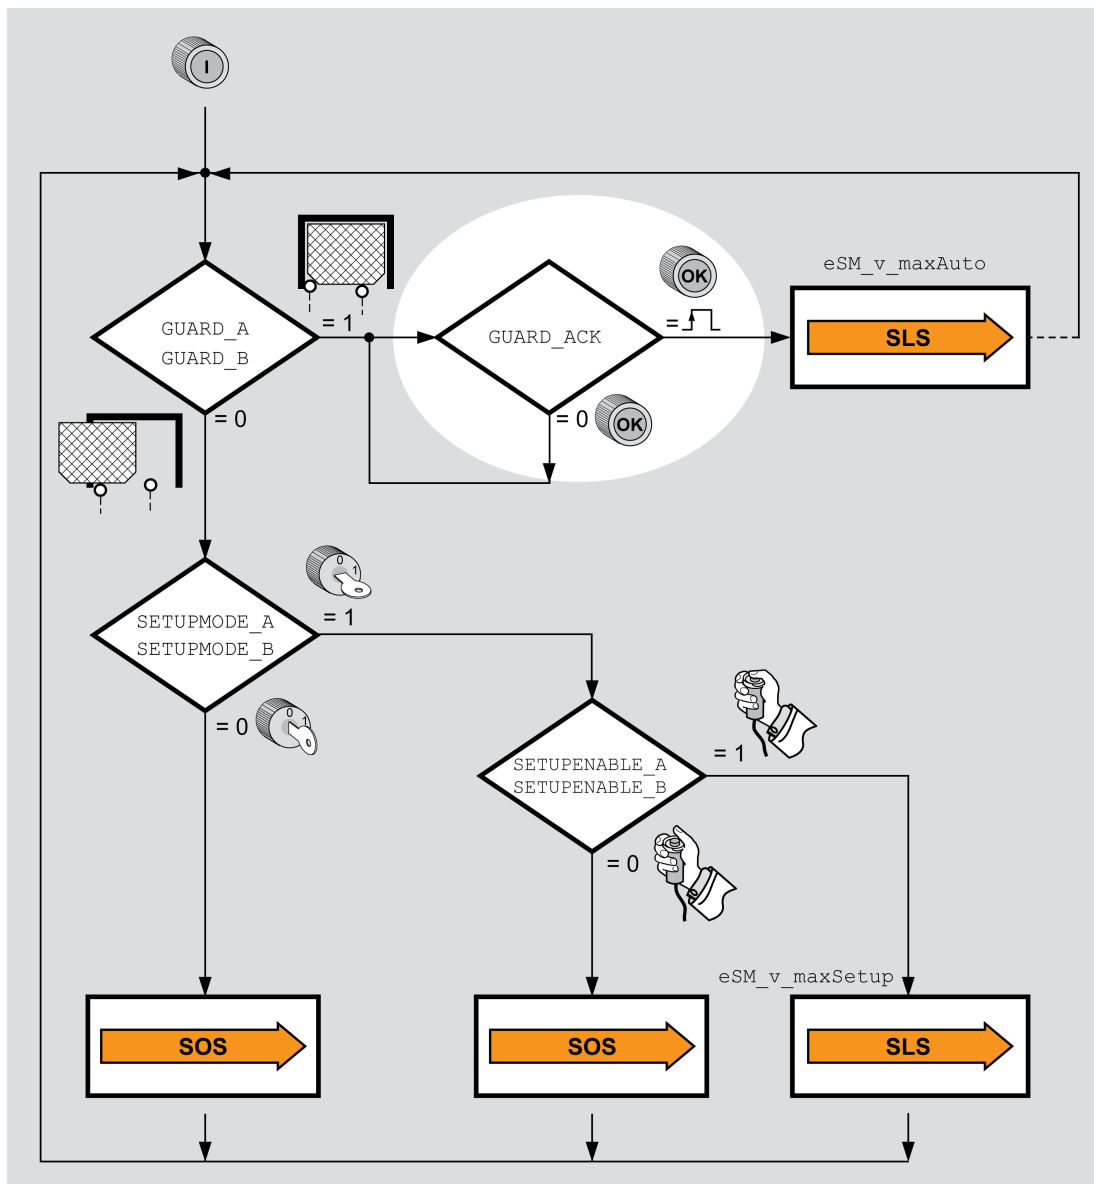 I
eSM_v_maxAuto
OK
GUARD_A
GUARD_B
= 1
GUARD_ACK
=
SLS
= 0
= 0
OK
0
1
SETUPMODE_A
SETUPMODE_B
= 1
= 0
0
1
SETUPENABLE_A
SETUPENABLE_B
= 1
= 0
eSM_v_maxSetup
SOS
SOS
SLS